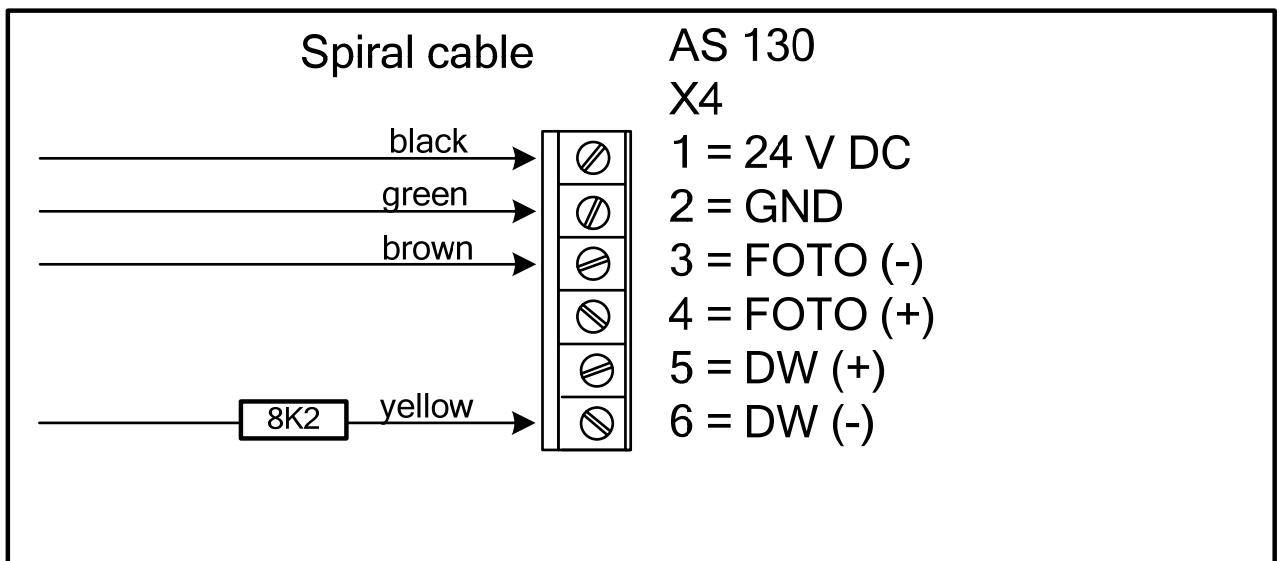 Spiral cable
AS 130
X4
black
1 = 24 V DC
green
2 = GND
brown
3 = FOTO (-)
4 = FOTO (+)
5 = DW (+)
8K2
yellow
6 = DW (-)